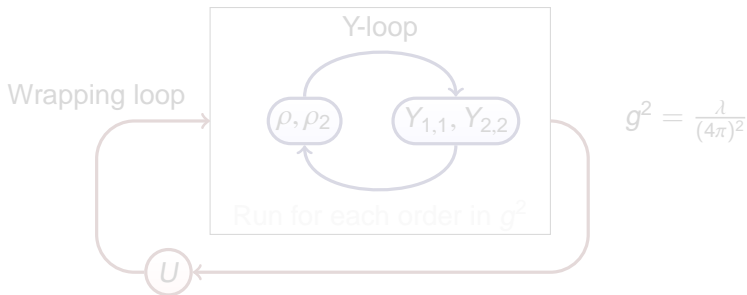 Y-loop
Wrapping loop
ρ, ρ₂
Y₁,₁, Y₂,₂
g² = λ/(4π)²
Run for each order in g²
U